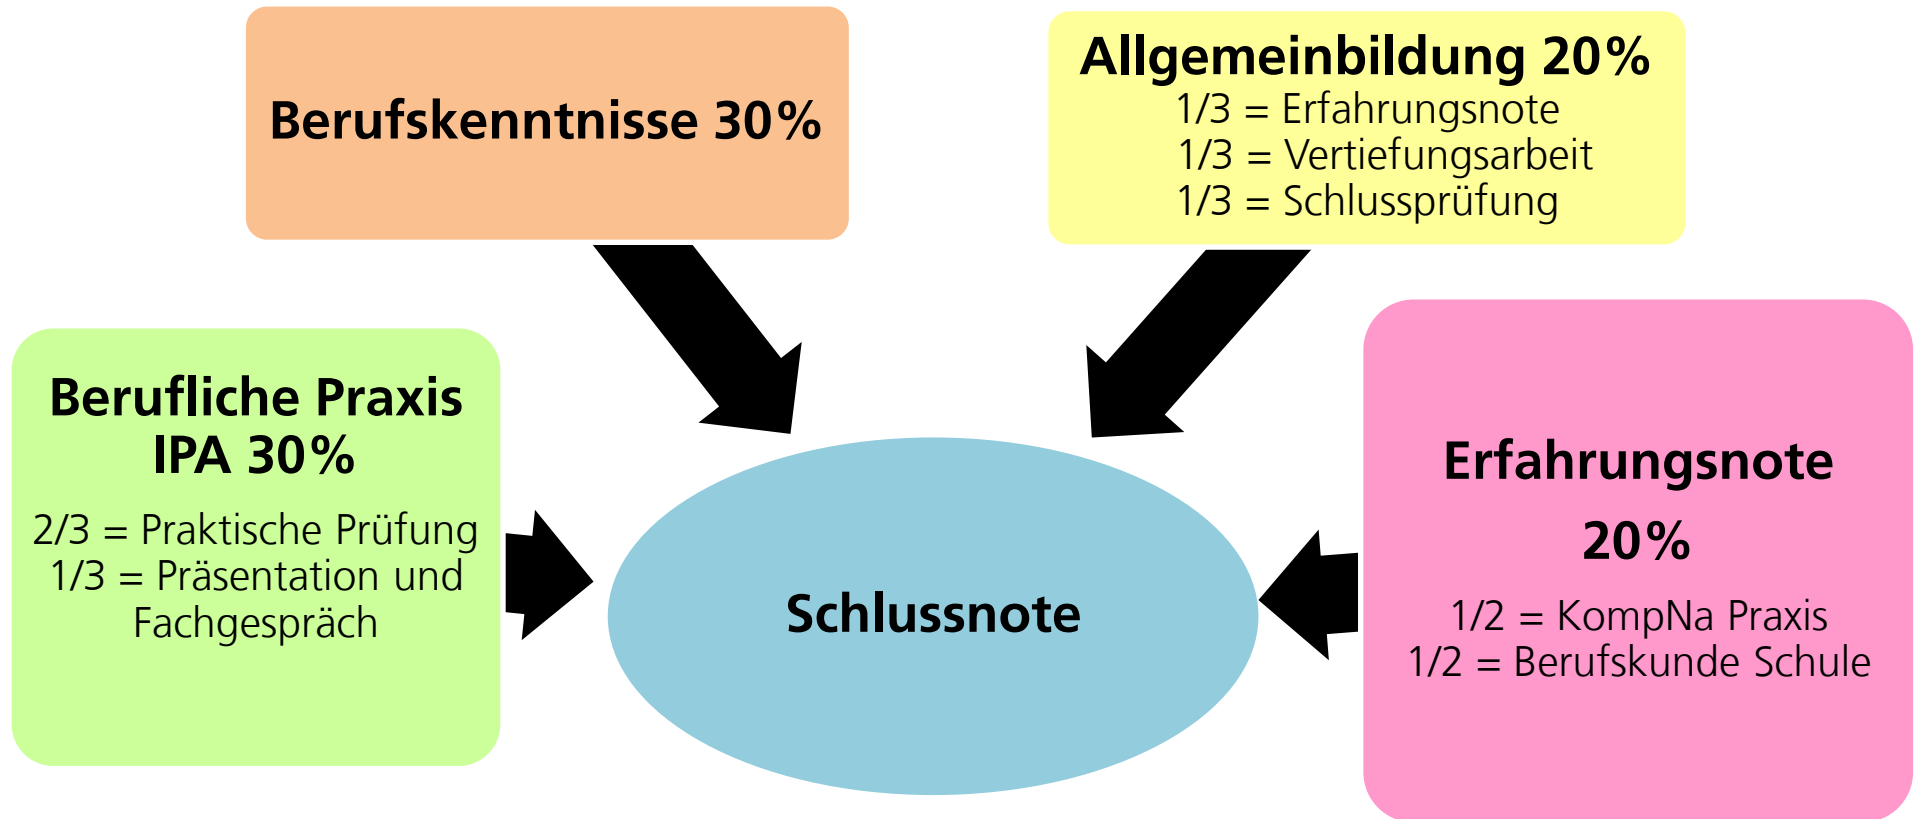 Berufskenntnisse 30%
Allgemeinbildung 20%
1/3 = Erfahrungsnote
1/3 = Vertiefungsarbeit
1/3 = Schlussprüfung
Berufliche Praxis
IPA 30%
2/3 = Praktische Prüfung
1/3 = Präsentation und
Fachgespräch
Schlussnote
Erfahrungsnote
20%
1/2 = KompNa Praxis
1/2 = Berufskunde Schule